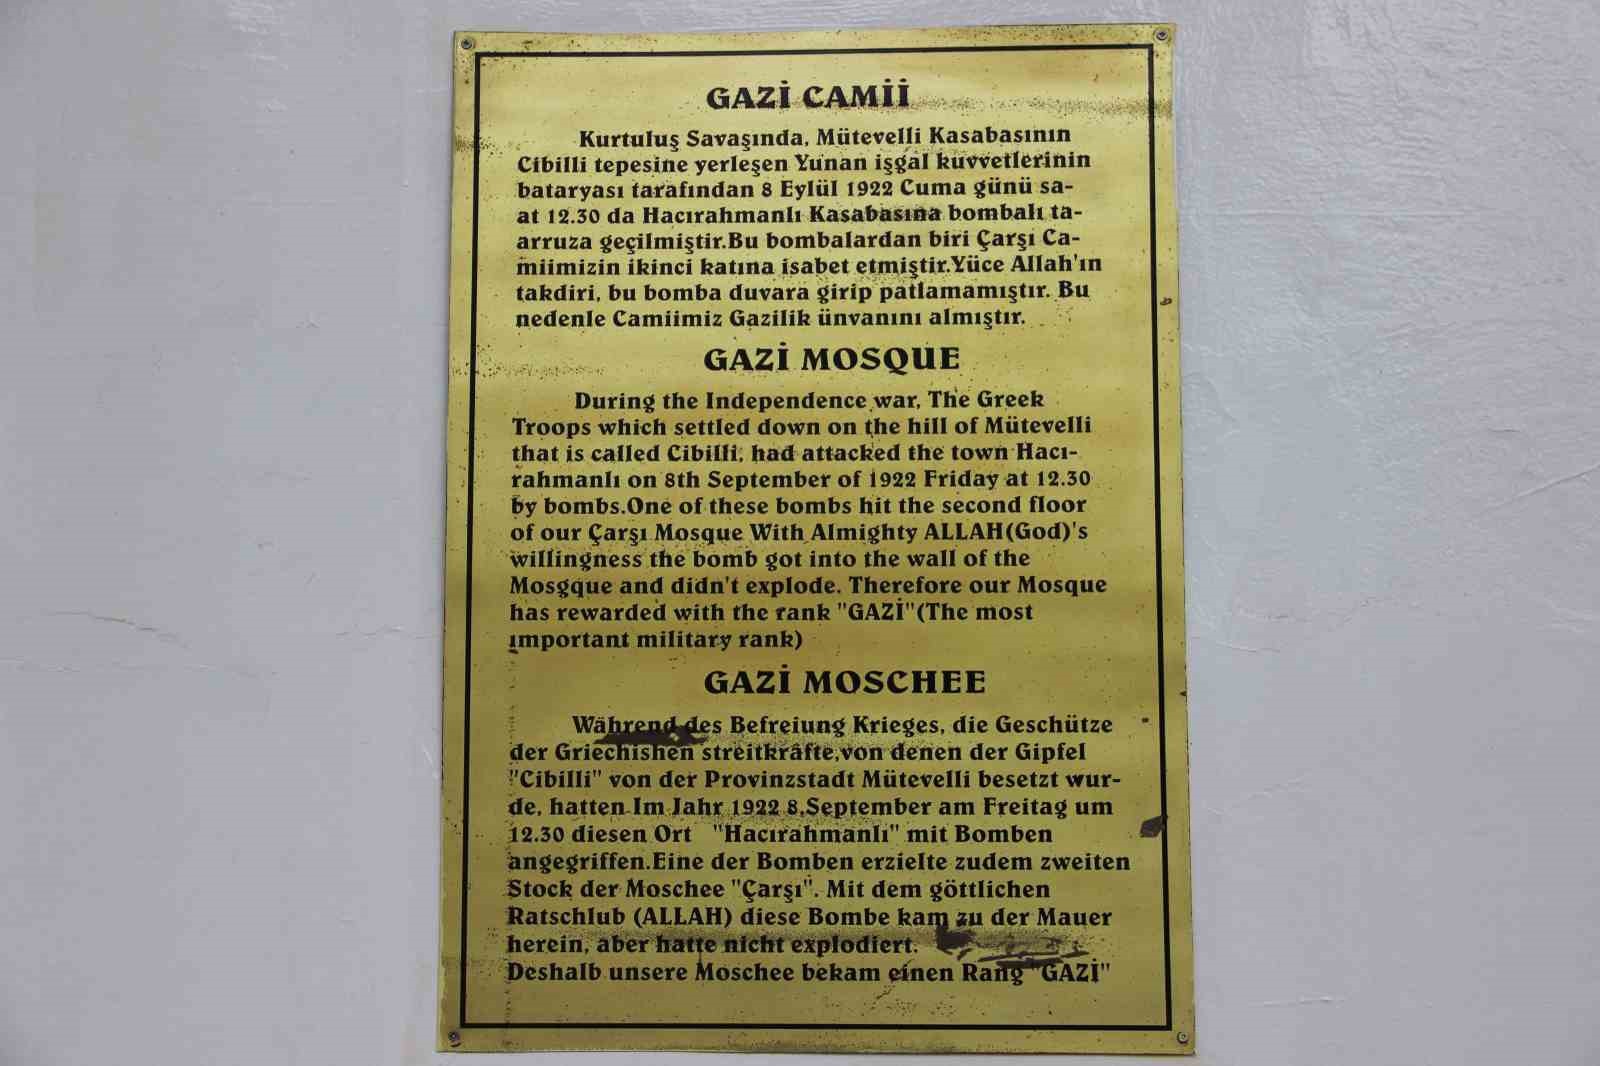 GAZİ CAMİİ
Kurtuluş Savaşında, Mütevelli Kasabasının
Cibilli tepesine yerleşen Yunan işgal kuvvetlerinin
bataryası tarafından 8 Eylül 1922 Cuma günü sa-
at 12.30 da Hacırahmanlı Kasabasına bombalı ta-
arruza geçilmiştir.Bu bombalardan biri Çarşı Ca-
miimizin ikinci katına isabet etmiştir.Yüce Allah'ın
takdiri, bu bomba duvara girip patlamamıştır. Bu
nedenle Camiimiz Gazilik ünvanını almıştır.
GAZİ MOSQUE
During the Independence war, The Greek
Troops which settled down on the hill of Mütevelli
that is called Cibilli, had attacked the town Hacı-
rahmanlı on 8th September of 1922 Friday at 12.30
by bombs.One of these bombs hit the second floor
of our Çarşı Mosque With Almighty ALLAH(God)'s
willingness the bomb got into the wall of the
Mosgque and didn't explode. Therefore our Mosque
has rewarded with the rank "GAZİ"(The most
ımportant military rank)
GAZİ MOSCHEE
Während des Befreiung Krieges, die Geschütze
der Griechishen streitkräfte,von denen der Gipfel
"Cibilli" von der Provinzstadt Mütevelli besetzt wur-
de, hatten Im Jahr 1922 8.September am Freitag um
12.30 diesen Ort "Hacırahmanlı" mit Bomben
angegriffen.Eine der Bomben erzielte zudem zweiten
Stock der Moschee "Çarşı". Mit dem göttlichen
Ratschlub (ALLAH) diese Bombe kam zu der Mauer
herein, aber hatte nicht explodiert.
Deshalb unsere Moschee bekam einen Rang "GAZİ"